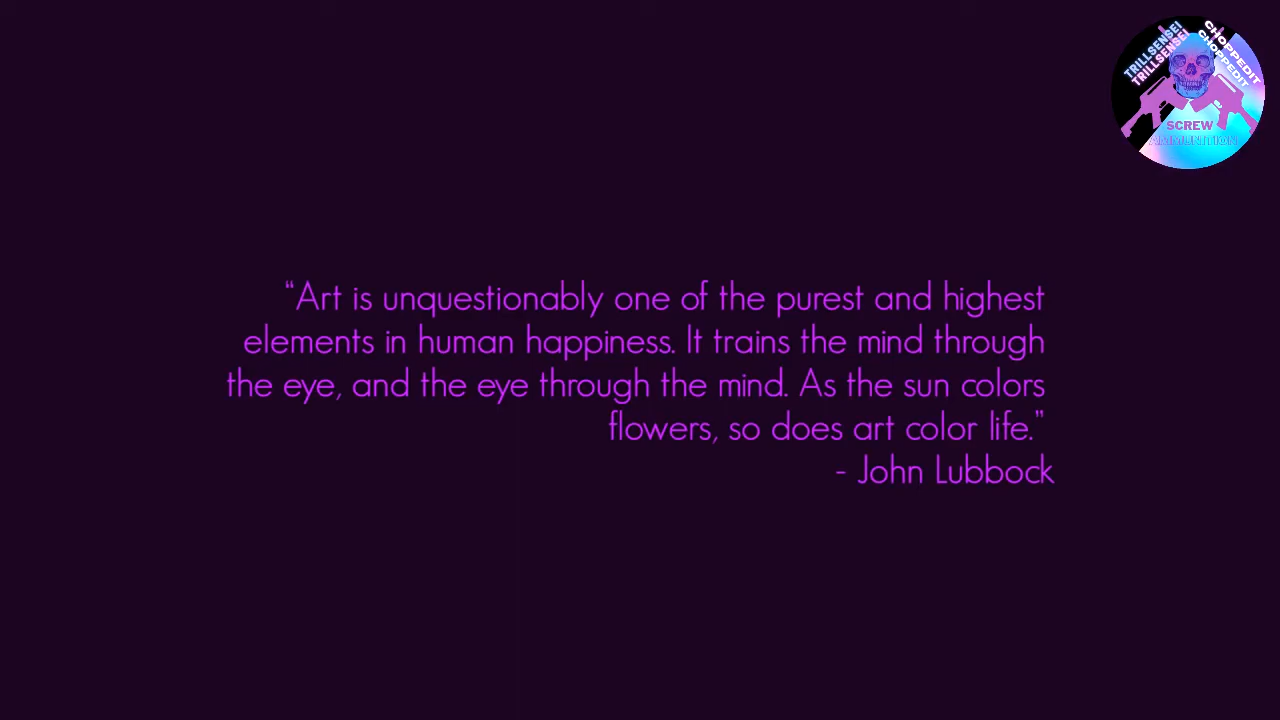 TRILLSENSEI
TRILLSENSEI
CHOPPEDIT
CHOPPEDIT
SCREW
AMMUNITION
“Art is unquestionably one of the purest and highest
elements in human happiness. It trains the mind through
the eye, and the eye through the mind. As the sun colors
flowers, so does art color life.”
- John Lubbock